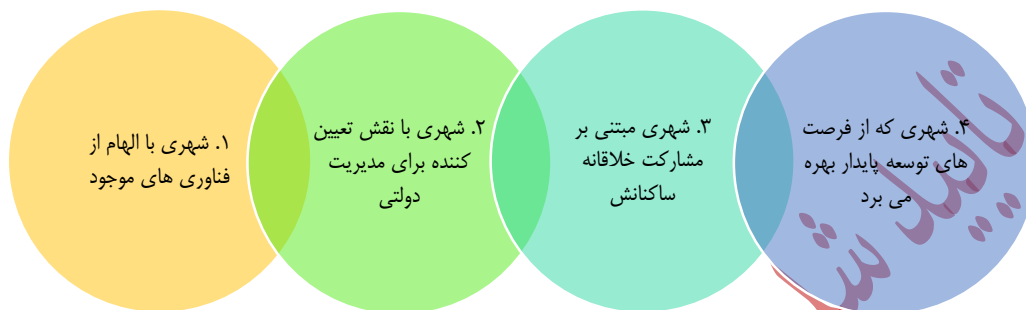 ۱. شهری با الهام از
فناوری های موجود
۲. شهری با نقش تعیین
کننده برای مدیریت
دولتی
۳. شهری مبتنی بر
مشارکت خلاقانه
ساکنانش
۴. شهری که از فرصت
های توسعه پایدار بهره
می برد
تایید